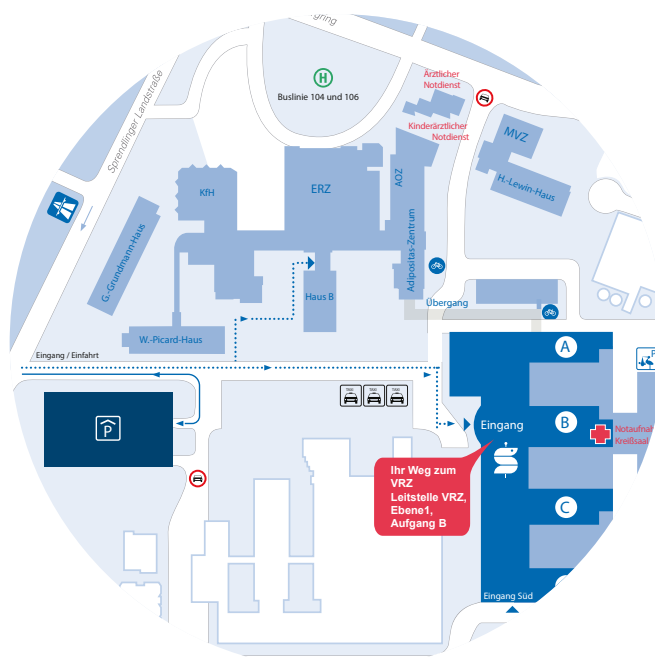 gring
Sprendlinger Landstraße
H
Buslinie 104 und 106
Ärztlicher
Notdienst
Kinderärztlicher
Notdienst
MVZ
H.-Lewin-Haus
KfH
ERZ
AOZ
Adipositas-Zentrum
G.-Grundmann-Haus
Haus B
Übergang
W.-Picard-Haus
Eingang / Einfahrt
A
P
TAXI TAXI TAXI
P
Eingang
B
Notaufnah
Kreißsaal
Ihr Weg zum
VRZ
Leitstelle VRZ,
Ebene1,
Aufgang B
C
Eingang Süd